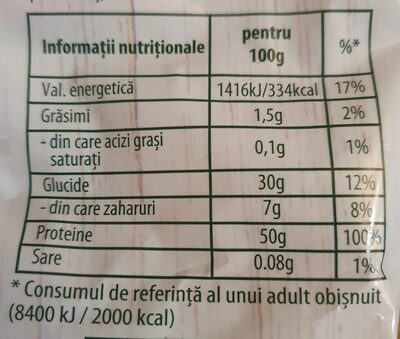 Informații nutriționale pentru 100g %*
Val. energetică 1416kJ/334kcal 17%
Grăsimi 1,5g 2%
- din care acizi grași
saturați 0,1g 1%
Glucide 30g 12%
- din care zaharuri 7g 8%
Proteine 50g 100%
Sare 0.08g 1%
* Consumul de referință al unui adult obișnuit
(8400 kJ / 2000 kcal)